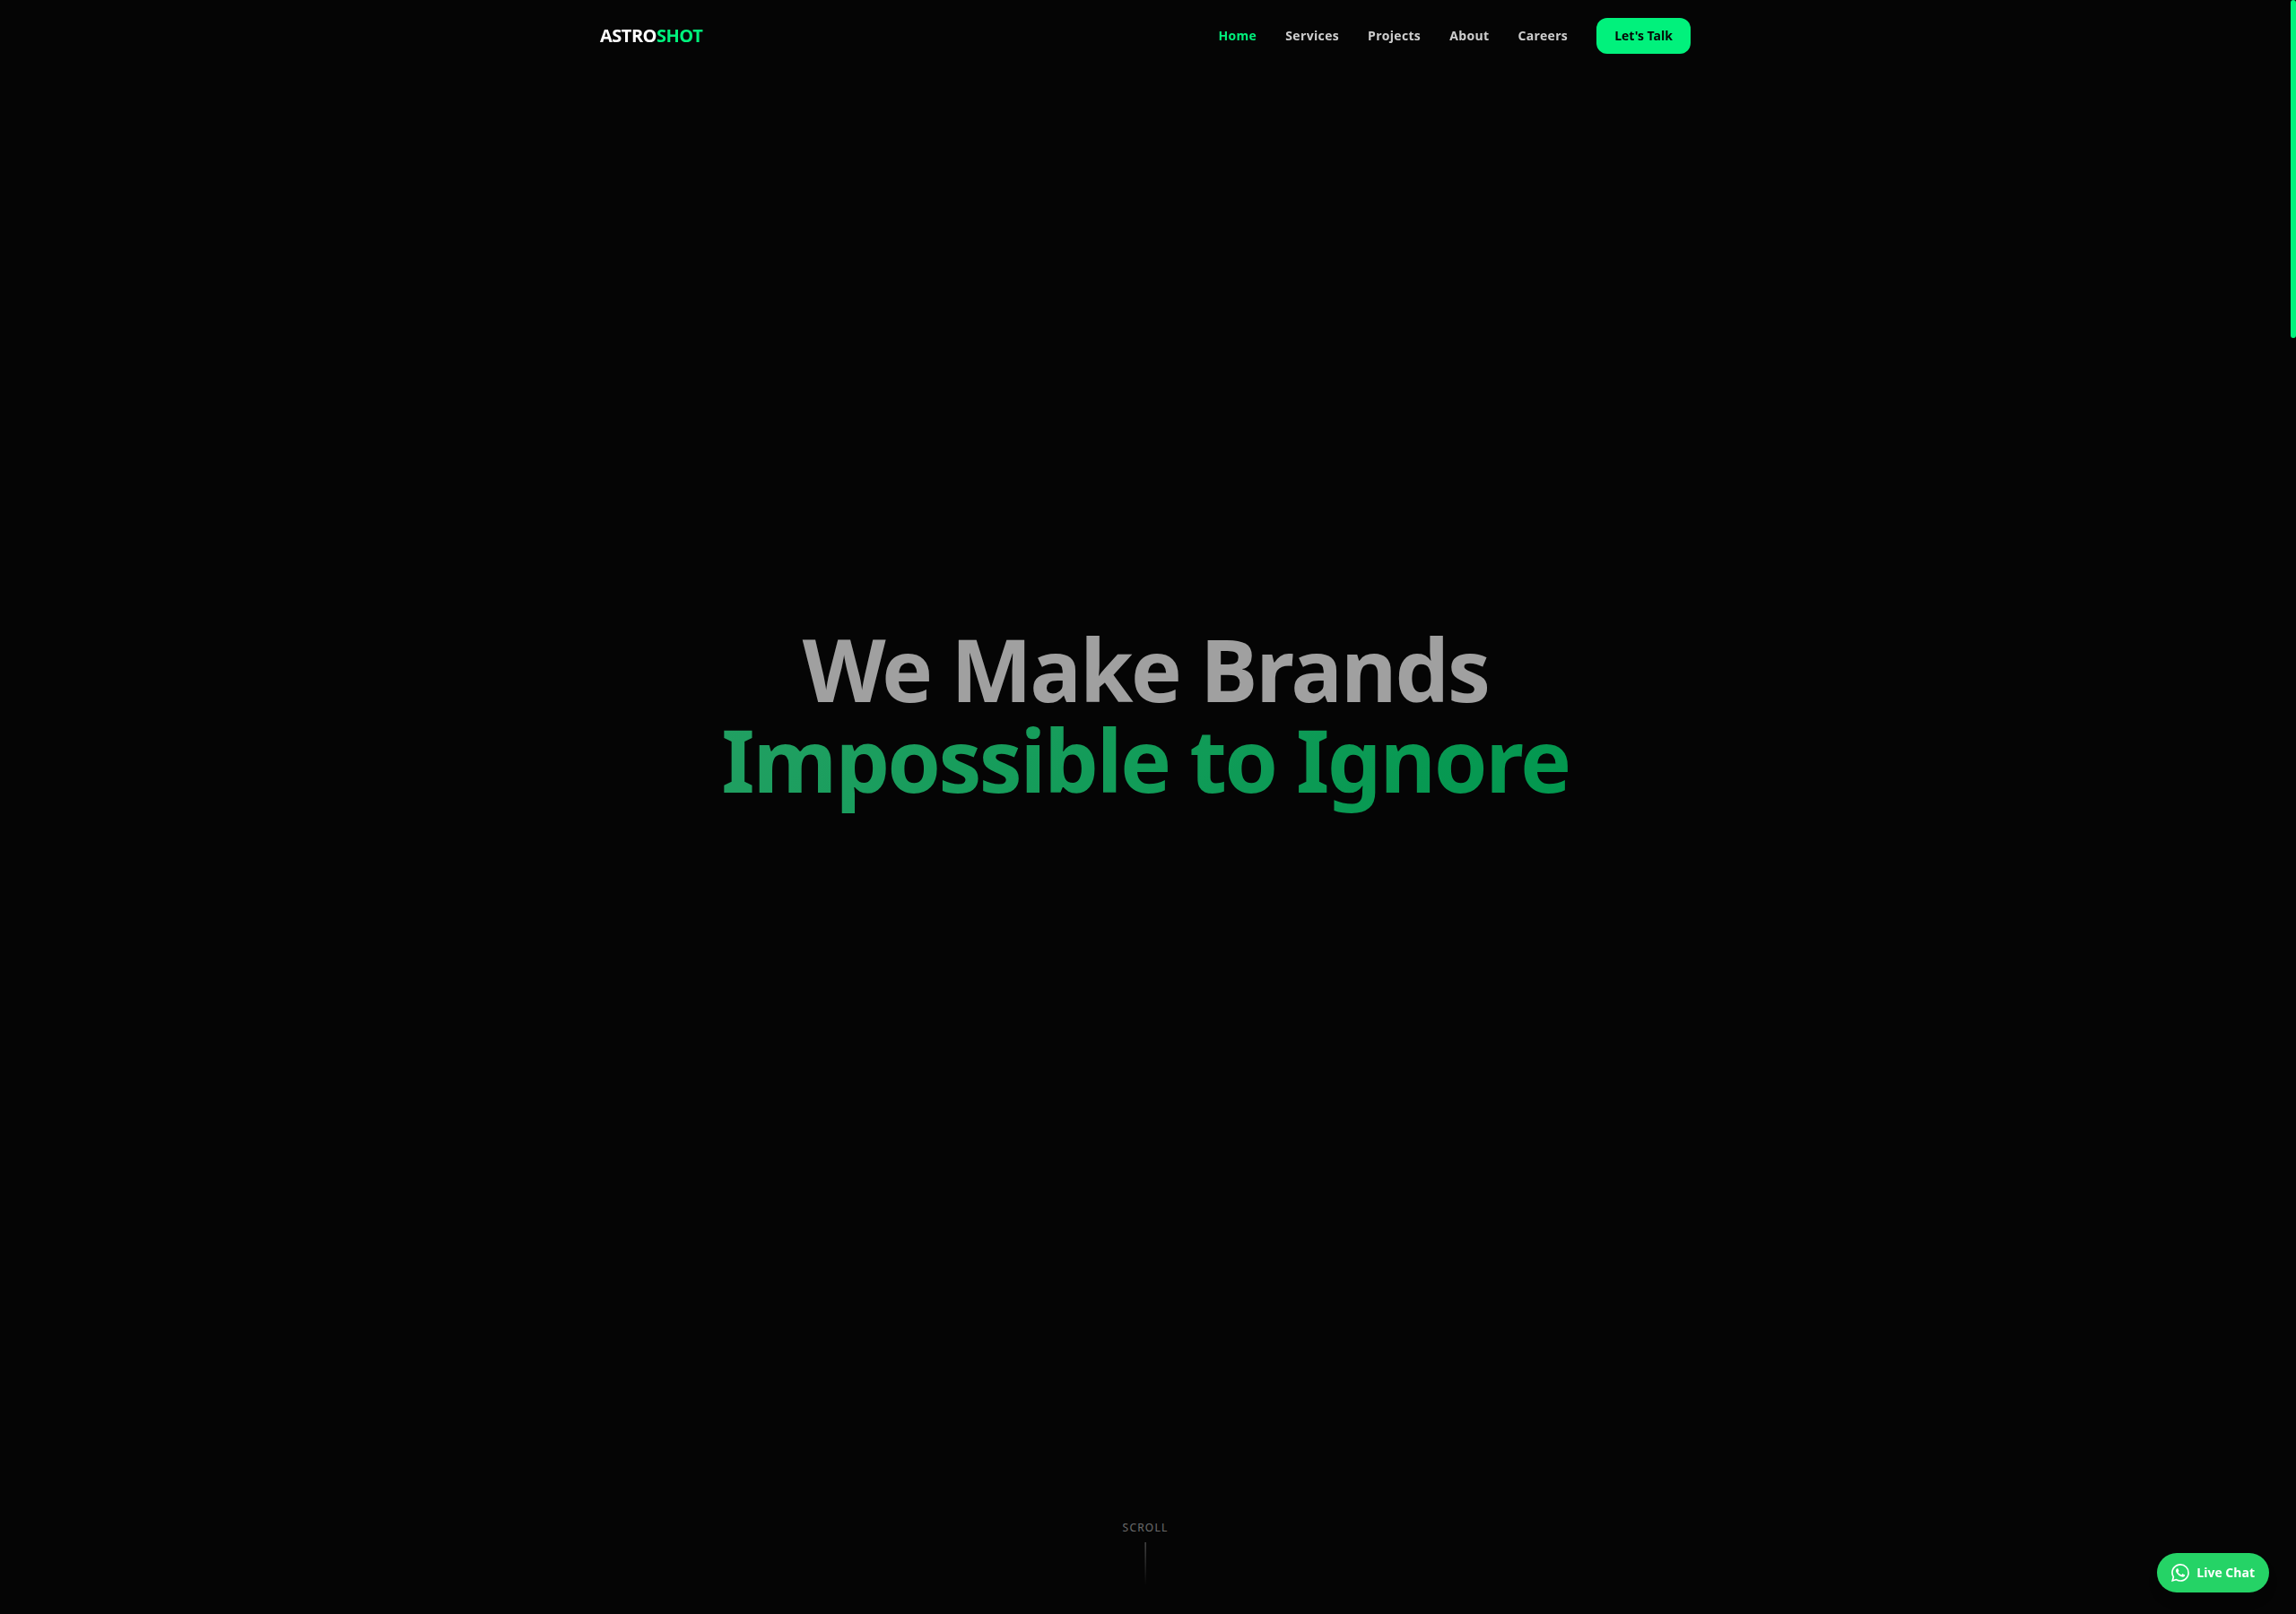 ASTROSHOT
Home Services Projects About Careers Let's Talk
We Make Brands
Impossible to Ignore
SCROLL
Live Chat